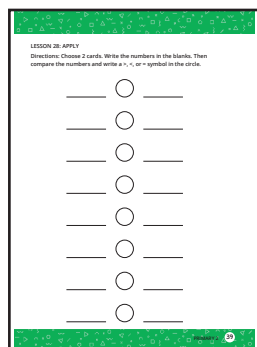 LESSON 28: APPLY
Directions: Choose 2 cards. Write the numbers in the blanks. Then
compare the numbers and write a >, <, or = symbol in the circle.
39